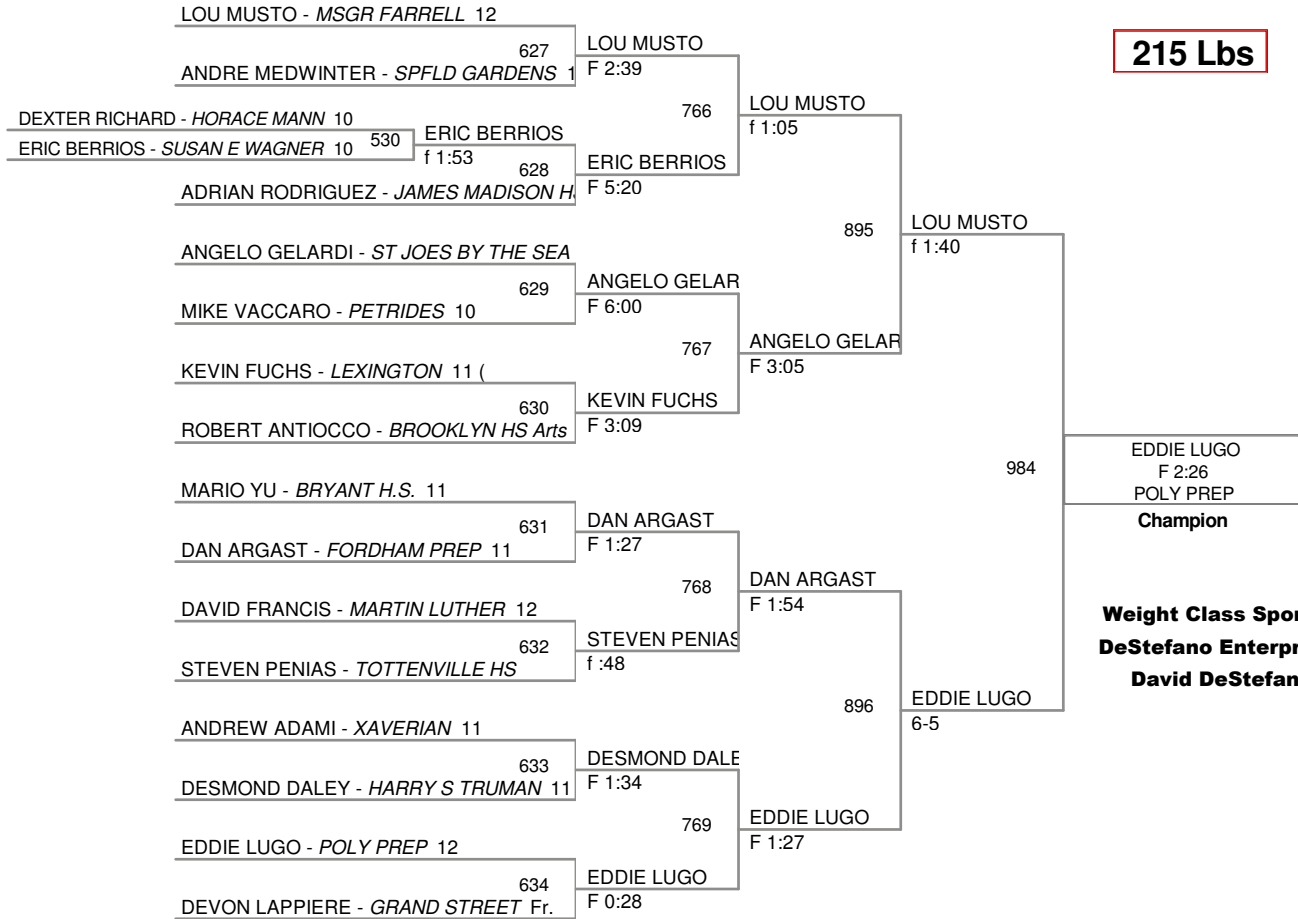 215 Lbs
LOU MUSTO - MSGR FARRELL 12
627
ANDRE MEDWINTER - SPFLD GARDENS 1
DEXTER RICHARD - HORACE MANN 10
530
ERIC BERRIOS - SUSAN E WAGNER 10
ERIC BERRIOS
f 1:53
628
ADRIAN RODRIGUEZ - JAMES MADISON H
ANGELO GELARDI - ST JOES BY THE SEA
629
MIKE VACCARO - PETRIDES 10
KEVIN FUCHS - LEXINGTON 11 (
630
ROBERT ANTIOCCO - BROOKLYN HS Arts
MARIO YU - BRYANT H.S. 11
631
DAN ARGAST - FORDHAM PREP 11
DAVID FRANCIS - MARTIN LUTHER 12
632
STEVEN PENIAS - TOTTENVILLE HS
ANDREW ADAMI - XAVERIAN 11
633
DESMOND DALEY - HARRY S TRUMAN 11
EDDIE LUGO - POLY PREP 12
634
DEVON LAPPIERE - GRAND STREET Fr.
LOU MUSTO
F 2:39
766
ERIC BERRIOS
F 5:20
ANGELO GELAR
F 6:00
767
KEVIN FUCHS
F 3:09
DAN ARGAST
F 1:27
768
STEVEN PENIAS
f :48
DESMOND DALE
F 1:34
769
EDDIE LUGO
F 0:28
LOU MUSTO
f 1:05
895
ANGELO GELAR
F 3:05
DAN ARGAST
F 1:54
896
EDDIE LUGO
F 1:27
LOU MUSTO
f 1:40
984
EDDIE LUGO
6-5
EDDIE LUGO
F 2:26
POLY PREP
Champion
Weight Class Spor
DeStefano Enterpr
David DeStefan